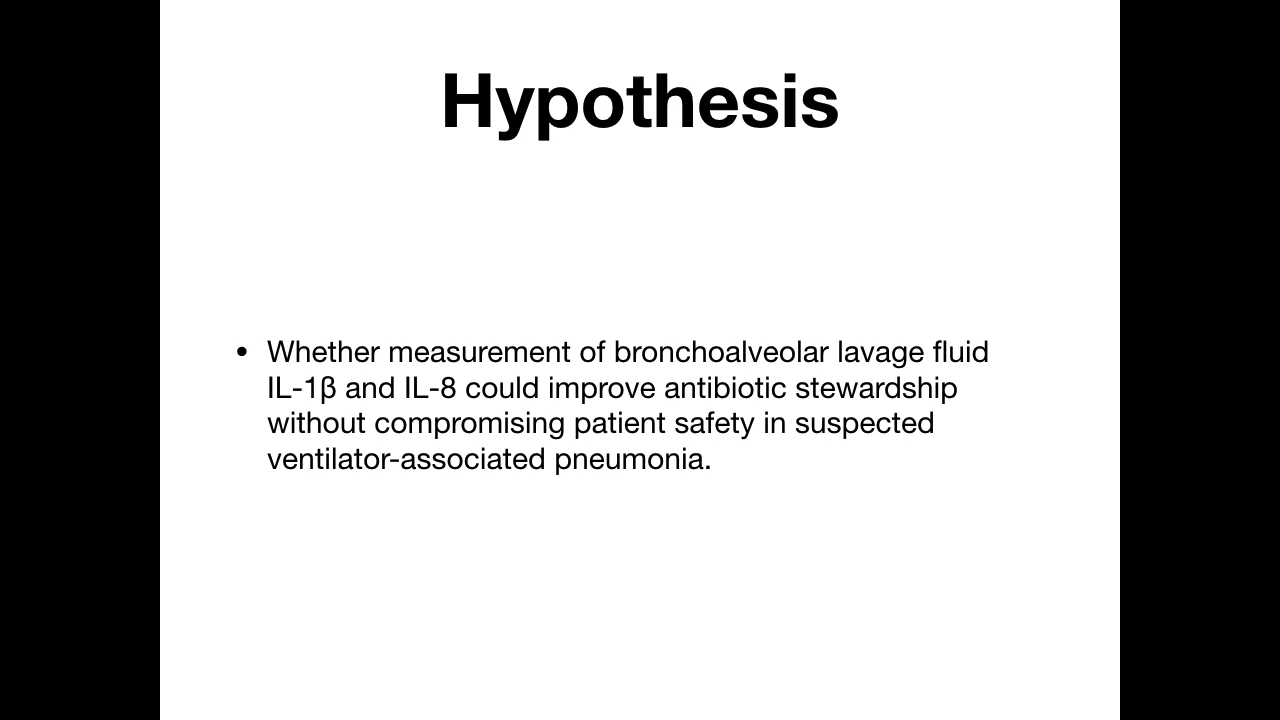 Hypothesis
• Whether measurement of bronchoalveolar lavage fluid
IL-1β and IL-8 could improve antibiotic stewardship
without compromising patient safety in suspected
ventilator-associated pneumonia.